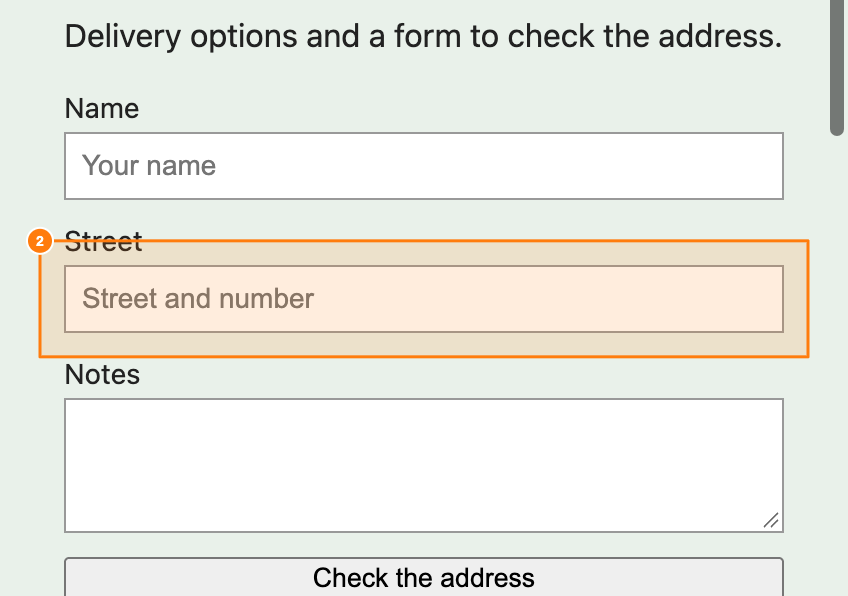 Delivery options and a form to check the address.
Name
Your name
2
Street
Street and number
Notes
Check the address